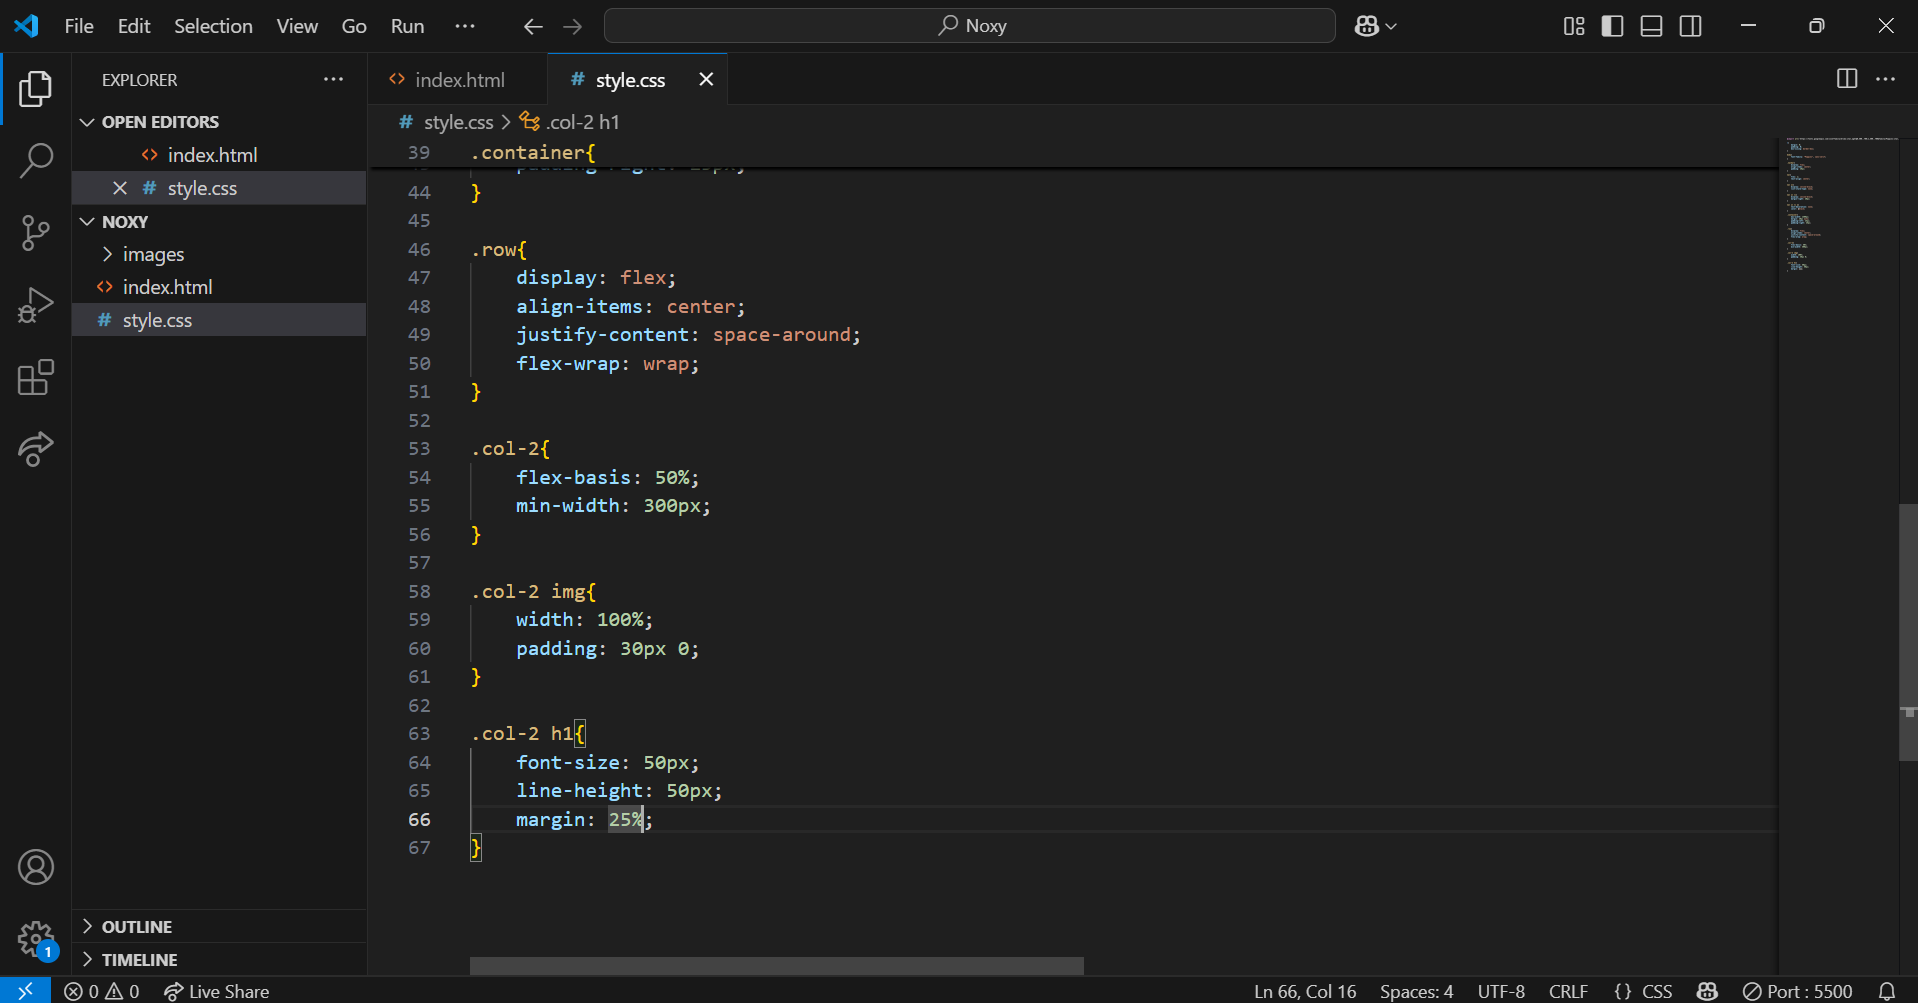 File Edit Selection View Go Run ··· Noxy
EXPLORER ···
OPEN EDITORS
index.html
style.css
NOXY
images
index.html
style.css
OUTLINE
TIMELINE
index.html style.css
style.css > .col-2 h1
39 .container{
44 }
45
46 .row{
47 display: flex;
48 align-items: center;
49 justify-content: space-around;
50 flex-wrap: wrap;
51 }
52
53 .col-2{
54 flex-basis: 50%;
55 min-width: 300px;
56 }
57
58 .col-2 img{
59 width: 100%;
60 padding: 30px 0;
61 }
62
63 .col-2 h1{
64 font-size: 50px;
65 line-height: 50px;
66 margin: 25%;
67 }
1
0 0 Live Share Ln 66, Col 16 Spaces: 4 UTF-8 CRLF {} CSS Port : 5500